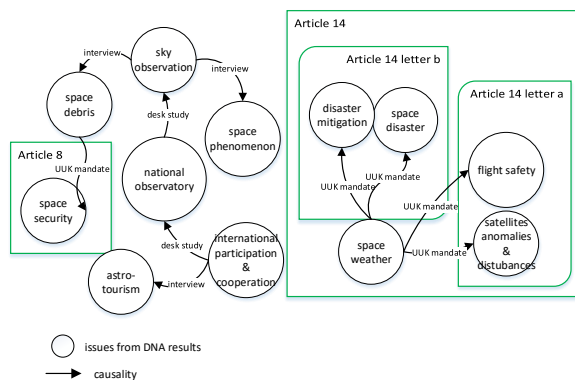 Article 14
Article 14 letter b
Article 14 letter a
interview
sky
observation
interview
space
debris
desk study
space
phenomenon
disaster
mitigation
space
disaster
Article 8
UUK mandate
space
security
national
observatory
UUK mandate
UUK mandate
flight safety
UUK mandate
desk study
international
participation
&
cooperation
space
weather
UUK mandate
satellites
anomalies
&
distubances
astro-
tourism
interview
issues from DNA results
causality